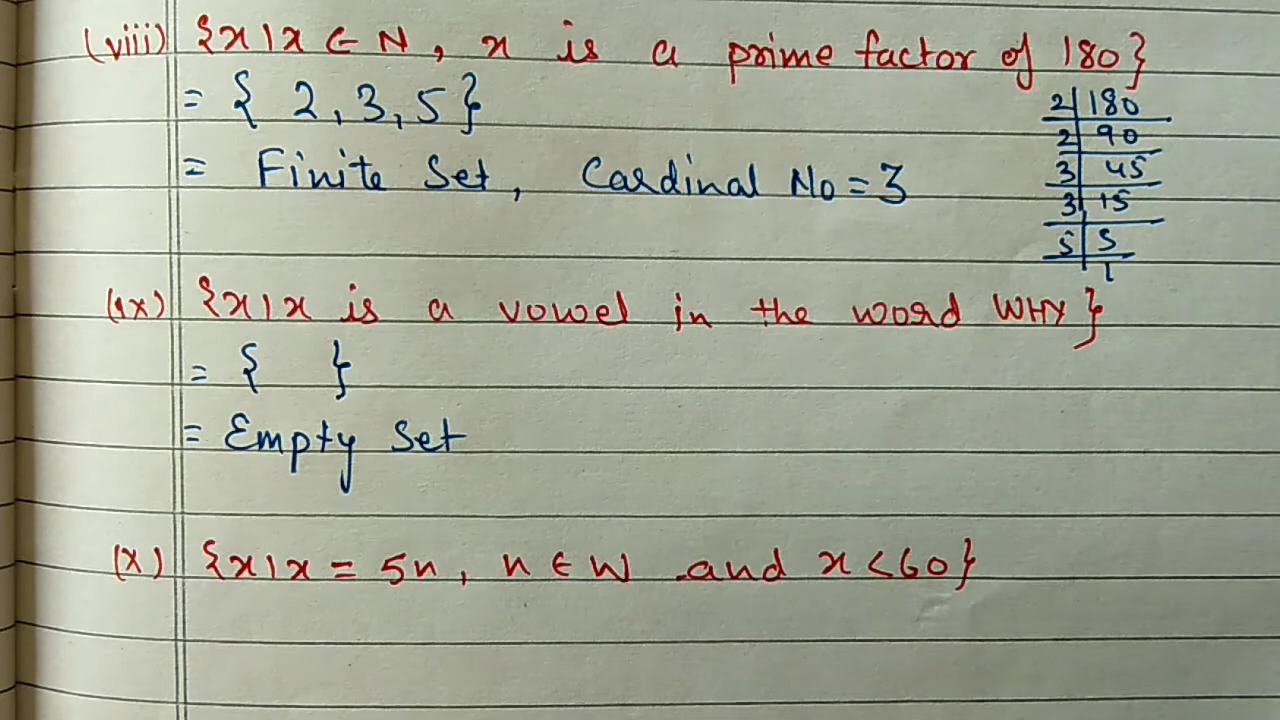 (viii) {x|x ∈ N, x is a prime factor of 180}
= { 2, 3, 5 }
= Finite Set, Cardinal No = 3
2|180
2|90
3|45
3|15
5|5
1
(ix) {x|x is a vowel in the word WHY}
= { }
= Empty Set
(x) {x|x = 5n, n ∈ W and x < 60}